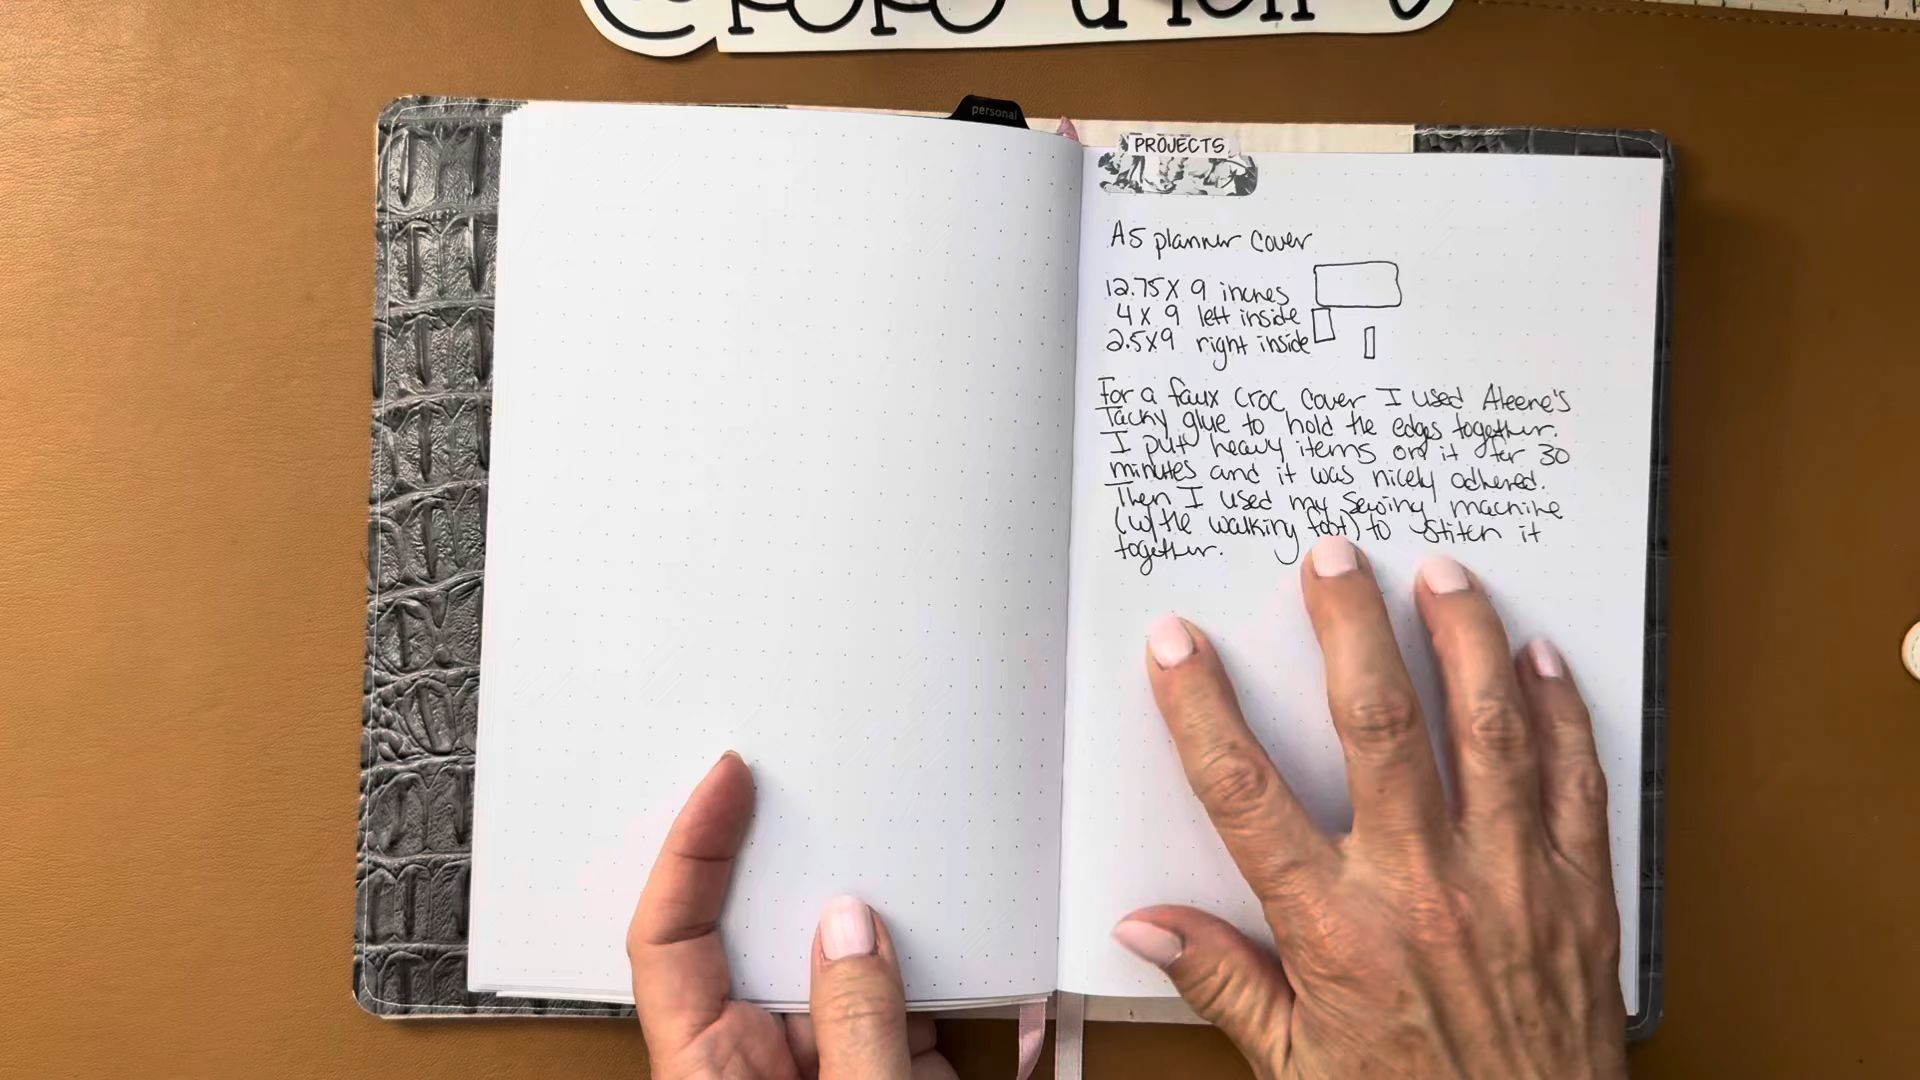 personal
PROJECTS
A5 planner cover
12.75 X 9 inches
4 X 9 left inside
2.5X9 right inside
For a faux croc cover I used Aleene's
Tacky glue to hold the edges together.
I put heavy items on it for 30
minutes and it was nicely adhered.
Then I used my sewing machine
(w/the walking foot) to stitch it
together.